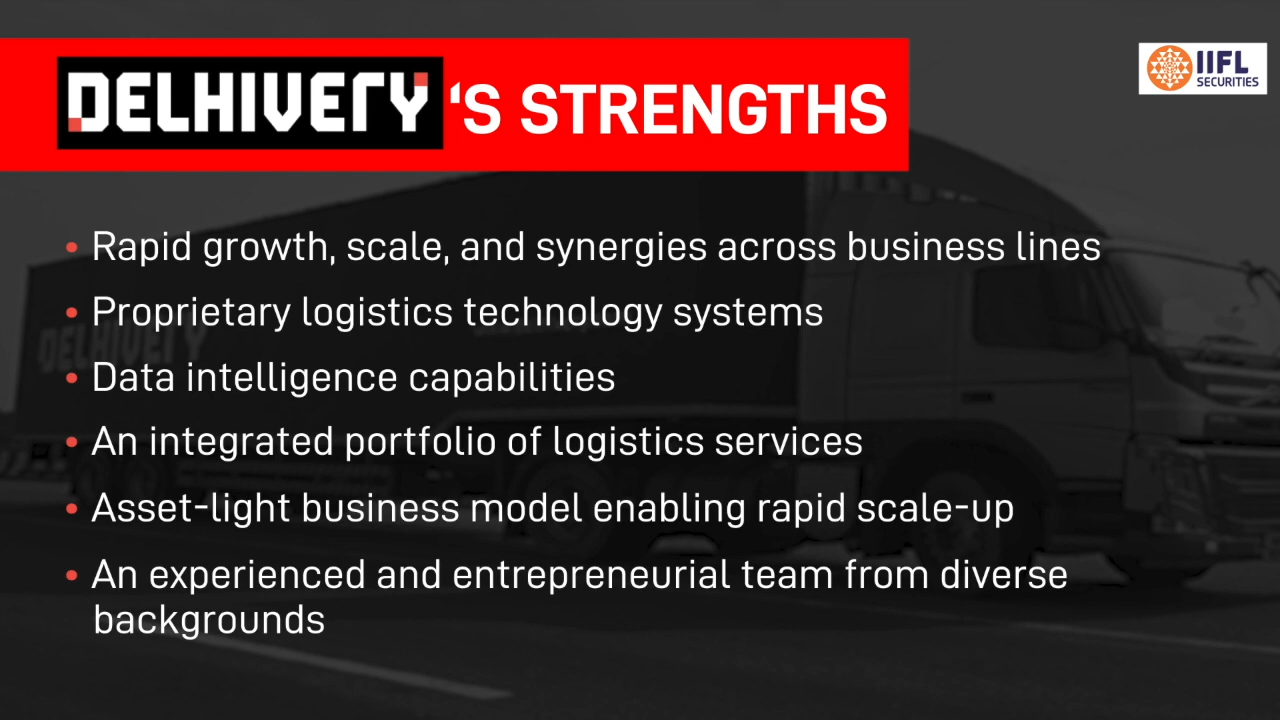 DELHIVERY ‘S STRENGTHS
IIFL
SECURITIES
• Rapid growth, scale, and synergies across business lines
• Proprietary logistics technology systems
DELHIVERY
• Data intelligence capabilities
• An integrated portfolio of logistics services
• Asset-light business model enabling rapid scale-up
• An experienced and entrepreneurial team from diverse
backgrounds